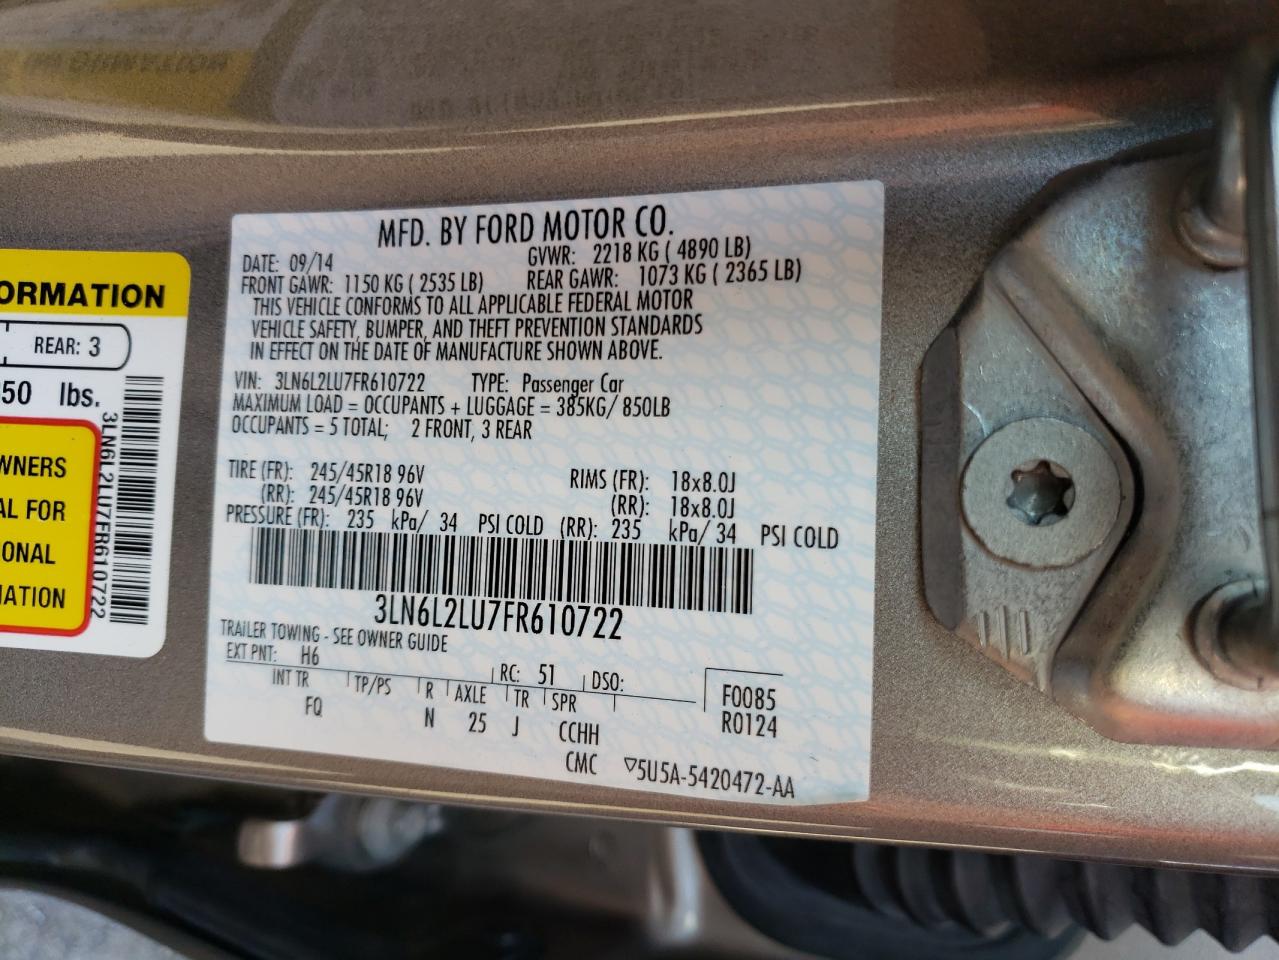 MFD. BY FORD MOTOR CO.
DATE: 09/14 GVWR: 2218 KG ( 4890 LB)
FRONT GAWR: 1150 KG ( 2535 LB) REAR GAWR: 1073 KG ( 2365 LB)
THIS VEHICLE CONFORMS TO ALL APPLICABLE FEDERAL MOTOR
VEHICLE SAFETY, BUMPER, AND THEFT PREVENTION STANDARDS
IN EFFECT ON THE DATE OF MANUFACTURE SHOWN ABOVE.
VIN: 3LN6L2LU7FR610722 TYPE: Passenger Car
MAXIMUM LOAD = OCCUPANTS + LUGGAGE = 385KG/ 850LB
OCCUPANTS = 5 TOTAL; 2 FRONT, 3 REAR
TIRE (FR): 245/45R18 96V RIMS (FR): 18x8.0J
(RR): 245/45R18 96V (RR): 18x8.0J
PRESSURE (FR): 235 kPa/ 34 PSI COLD (RR): 235 kPa/ 34 PSI COLD
3LN6L2LU7FR610722
TRAILER TOWING - SEE OWNER GUIDE
EXT PNT: H6 RC: 51 DSO:
INT TR TP/PS R AXLE TR SPR F0085
FQ N 25 J CCHH R0124
CMC ▽5U5A-5420472-AA
ORMATION
REAR: 3
50 lbs.
3LN6L2LU7FR610722
WNERS
AL FOR
ONAL
MATION